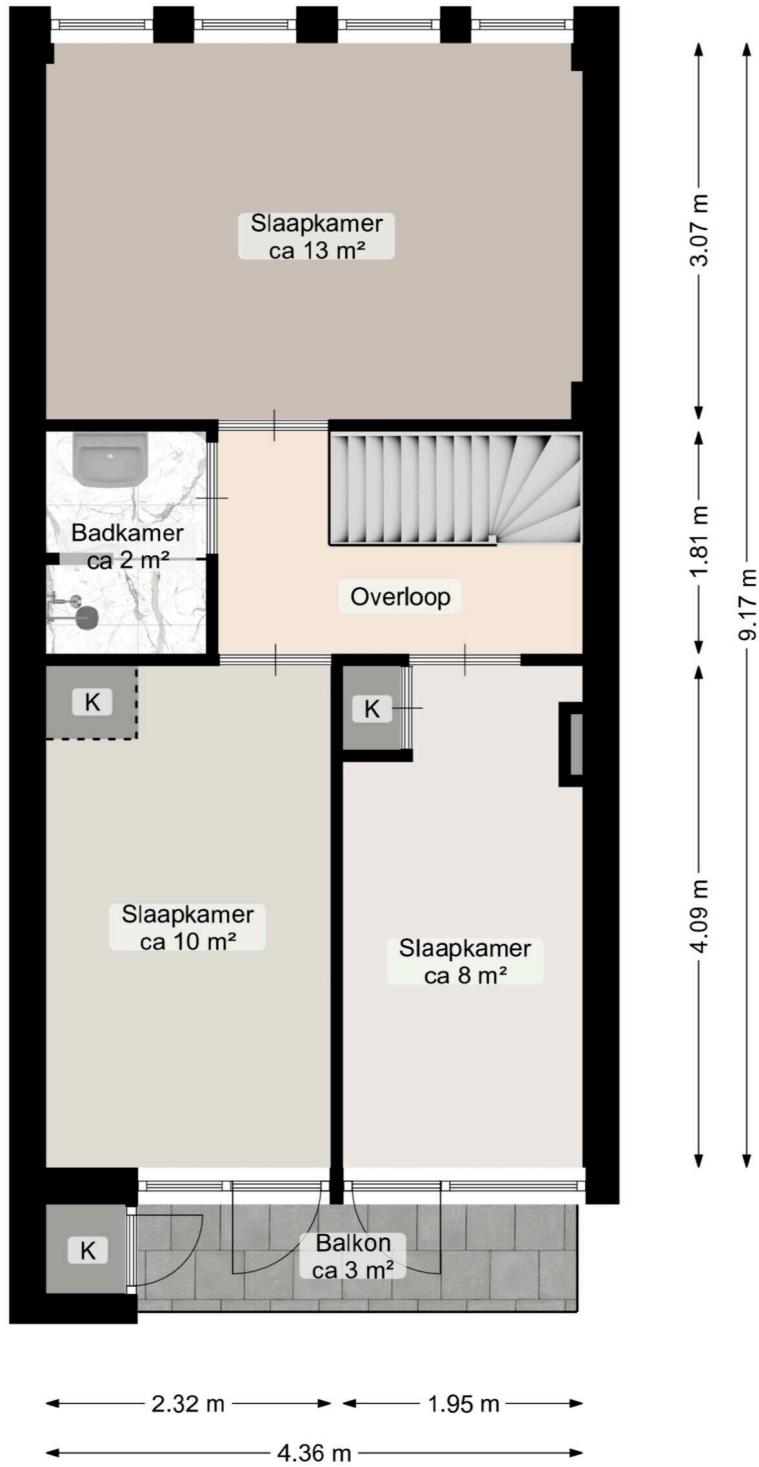 Slaapkamer
ca 13 m²
3.07 m
Badkamer
ca 2 m²
Overloop
1.81 m
9.17 m
K
K
Slaapkamer
ca 10 m²
Slaapkamer
ca 8 m²
4.09 m
K
Balkon
ca 3 m²
2.32 m
1.95 m
4.36 m